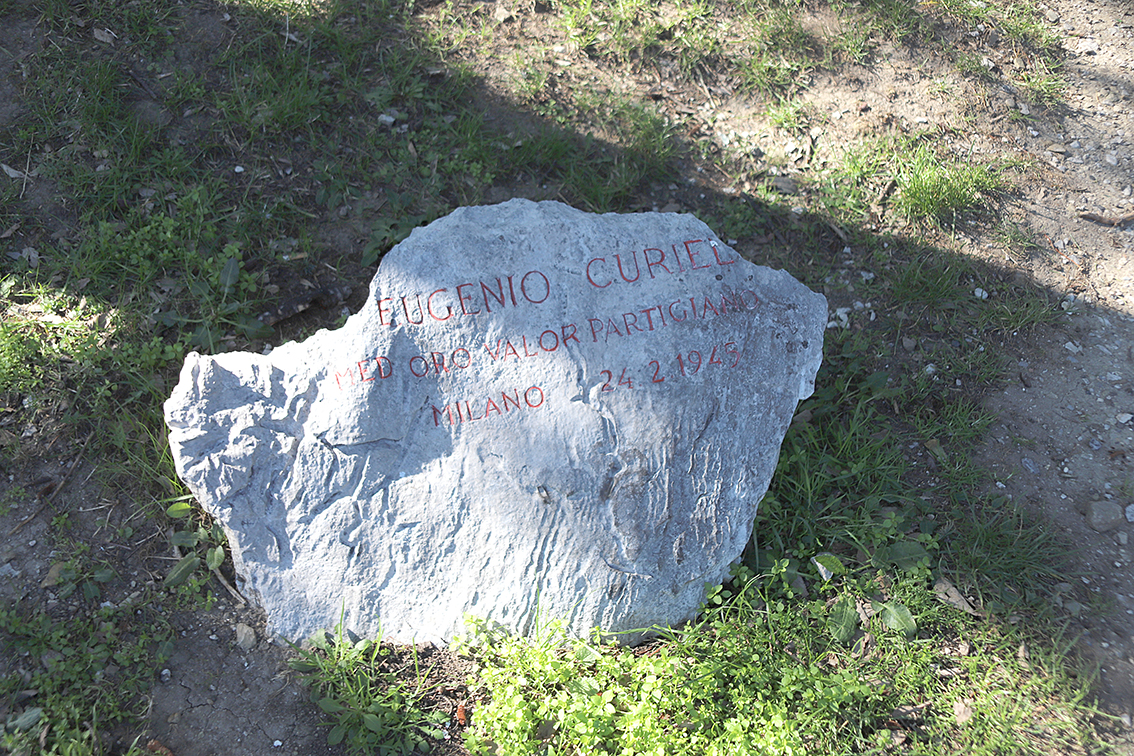 EUGENIO CURIEL
MED ORO VALOR PARTIGIANO
MILANO 24 2 1945